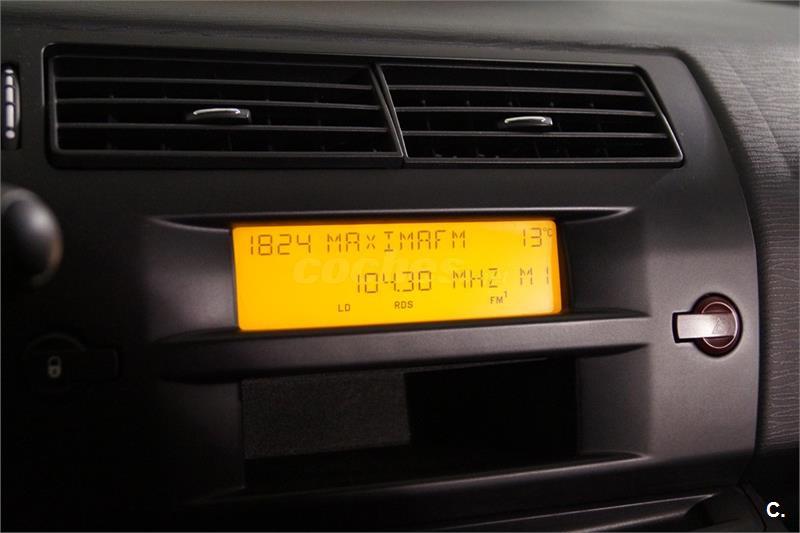 1824 MAxIMAFM 13°C
coches
104.30 MHZ M1
LD RDS FM1
C.